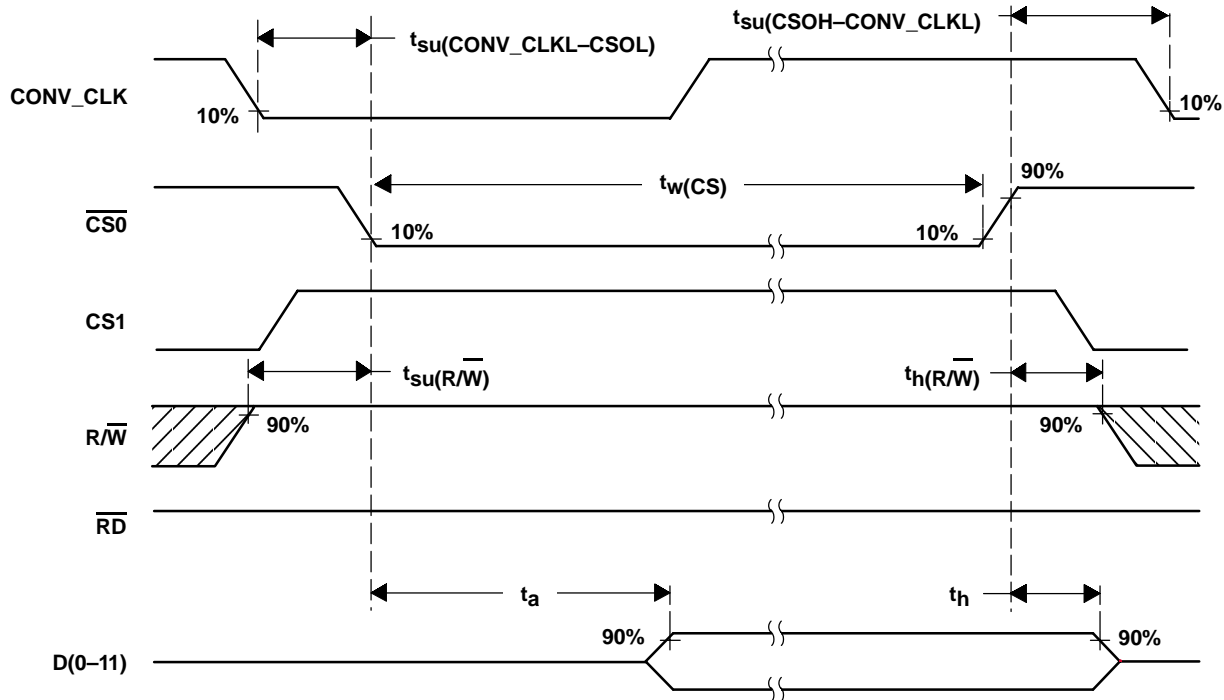 tsu(CSOH–CONV_CLKL)
tsu(CONV_CLKL–CSOL)
CONV_CLK
10%
10%
tw(CS)
90%
CS0
10%
10%
CS1
tsu(R/W)
th(R/W)
R/W
90%
90%
RD
ta
th
90%
90%
D(0–11)